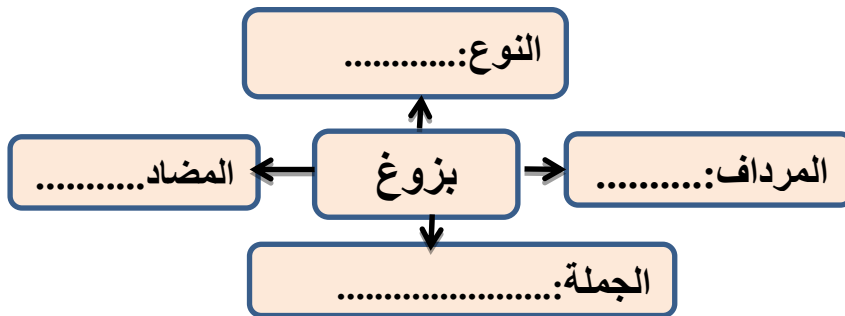 النوع:............
المرداف:..........
بزوغ
المضاد...........
الجملة:......................